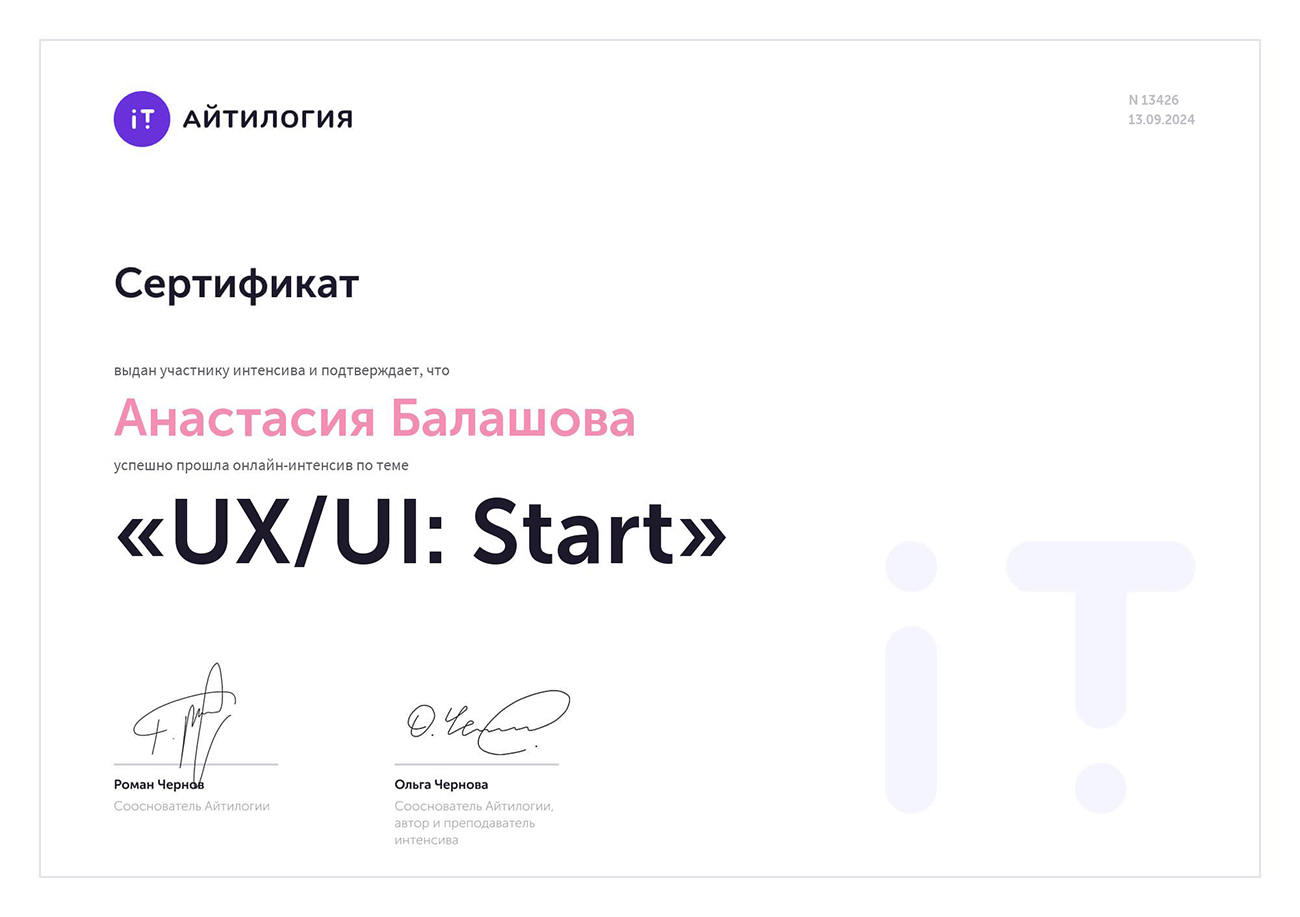 iT АЙТИЛОГИЯ
N 13426
13.09.2024
Сертификат
выдан участнику интенсива и подтверждает, что
Анастасия Балашова
успешно прошла онлайн-интенсив по теме
«UX/UI: Start»
iT
Г.
О. Че
Роман Чернов
Сооснователь Айтилогии
Ольга Чернова
Сооснователь Айтилогии,
автор и преподаватель
интенсива